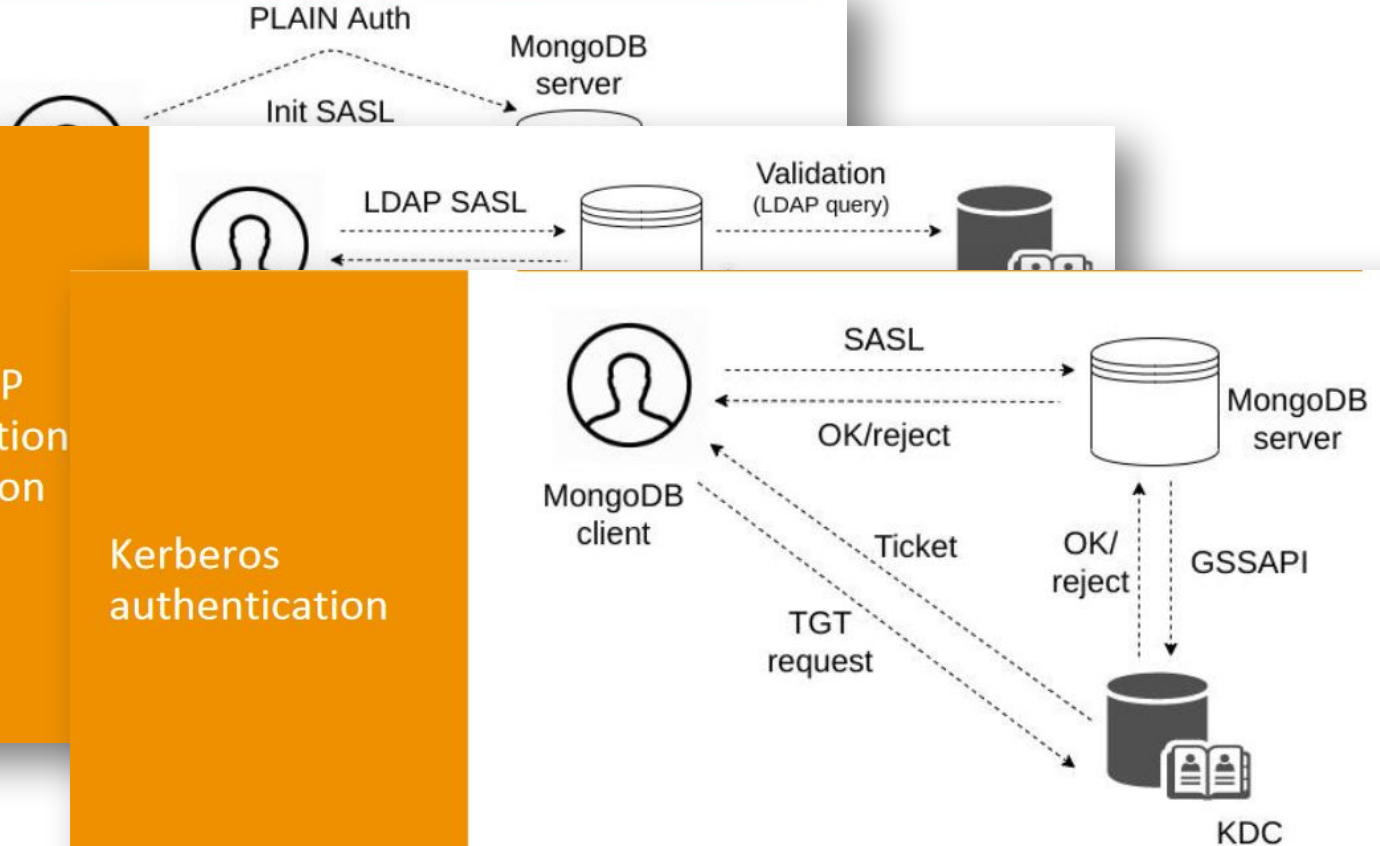 PLAIN Auth
MongoDB
server
Init SASL
LDAP SASL
Validation
(LDAP query)
P
tion
on
Kerberos
authentication
SASL
OK/reject
MongoDB
server
MongoDB
client
Ticket
TGT
request
OK/
reject
GSSAPI
KDC